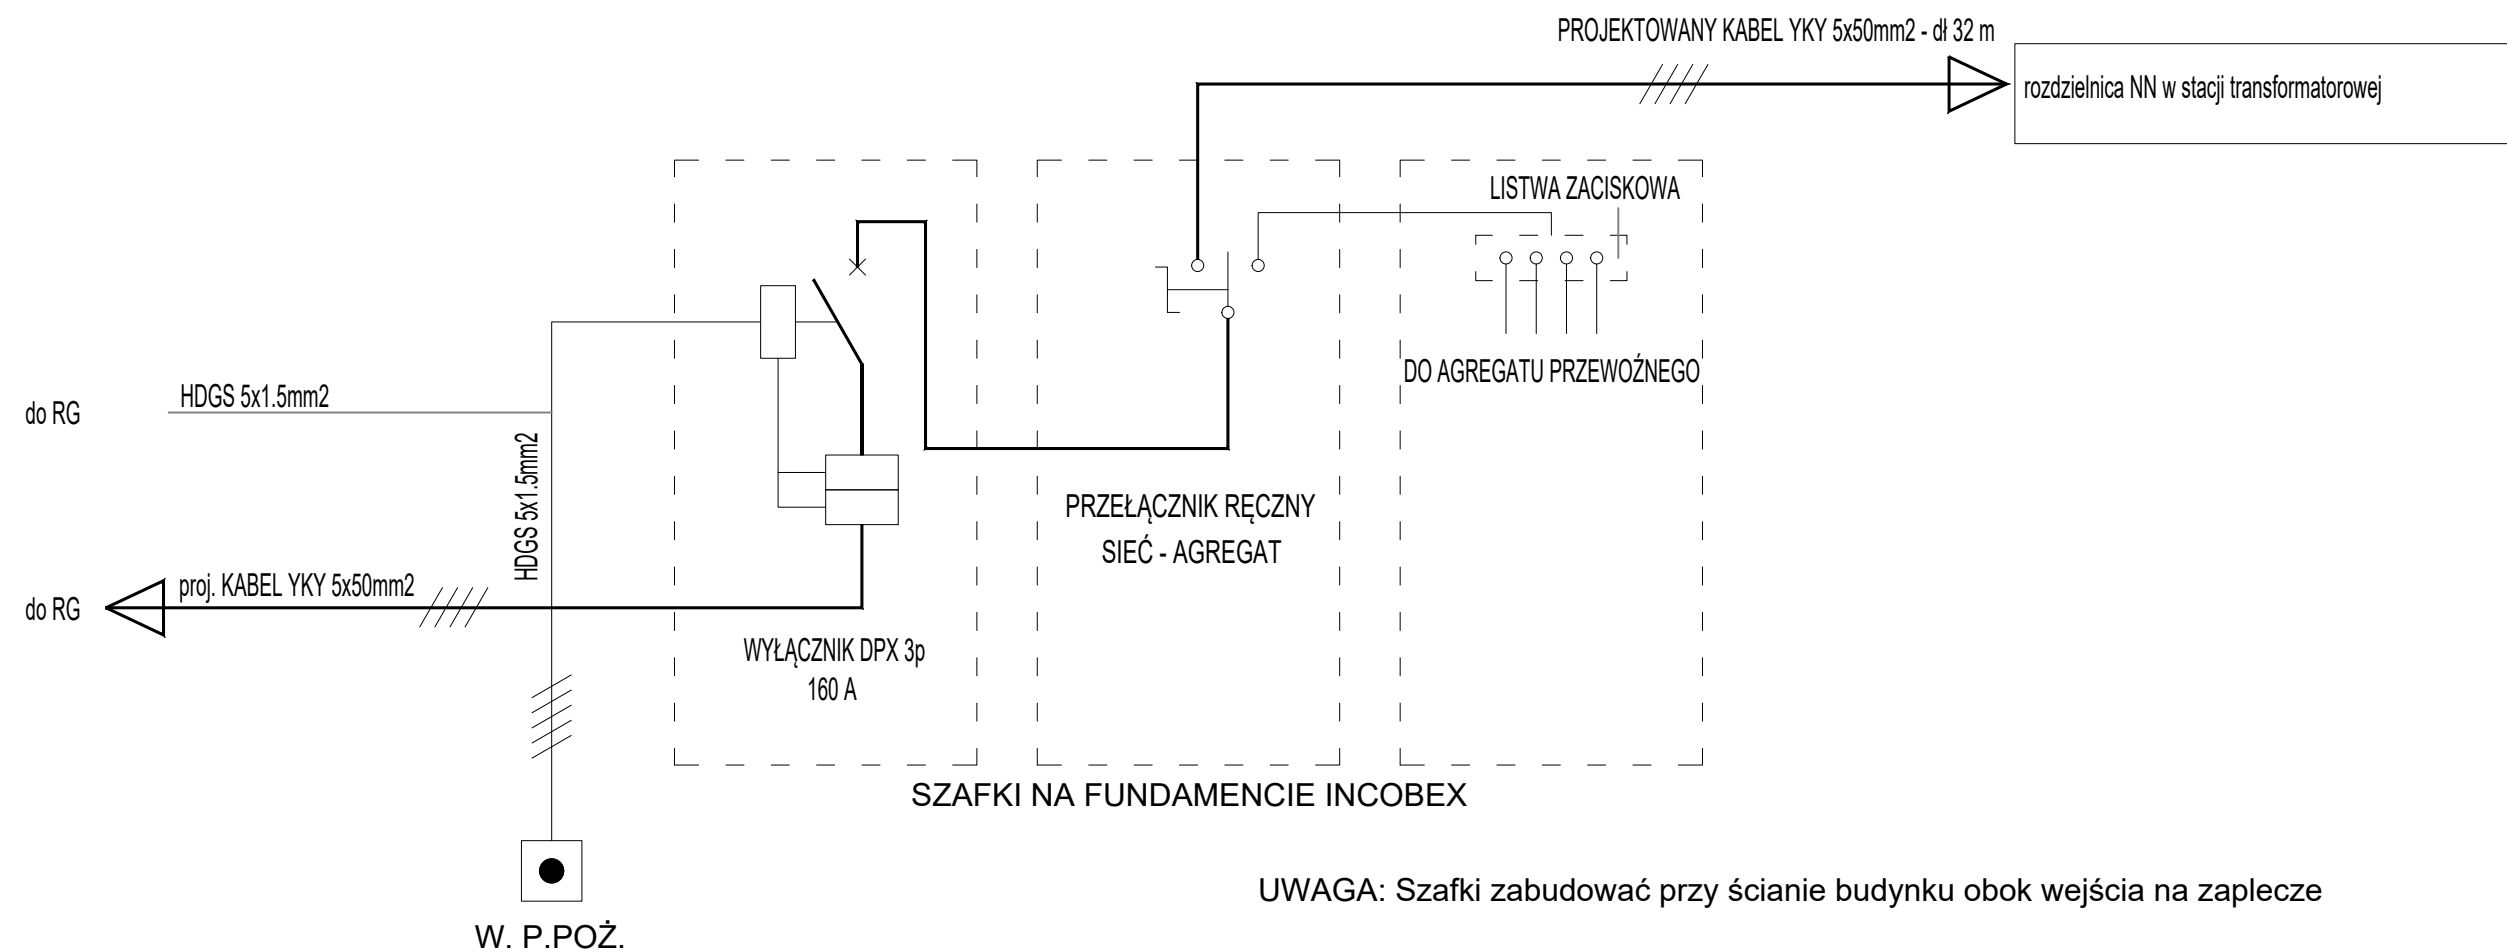 PROJEKTOWANY KABEL YKY 5x50mm2 - dł 32 m
rozdzielnica NN w stacji transformatorowej
LISTWA ZACISKOWA
DO AGREGATU PRZEWOŹNEGO
do RG
HDGS 5x1.5mm2
HDGS 5x1.5mm2
PRZEŁĄCZNIK RĘCZNY
SIEĆ - AGREGAT
do RG
proj. KABEL YKY 5x50mm2
WYŁĄCZNIK DPX 3p
160 A
SZAFKI NA FUNDAMENCIE INCOBEX
UWAGA: Szafki zabudować przy ścianie budynku obok wejścia na zaplecze
W. P.POŻ.